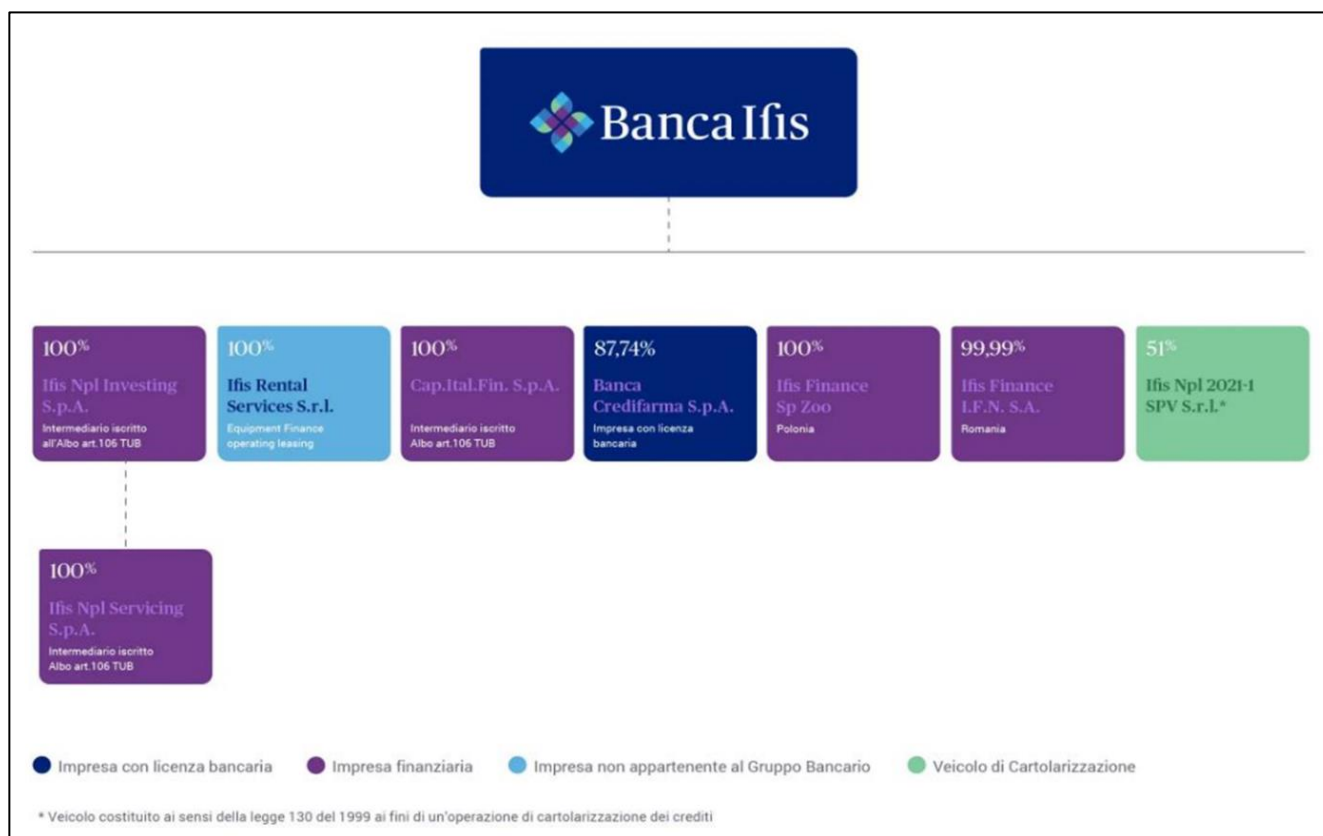 Banca Ifis
100%
Ifis Npl Investing
S.p.A.
Intermediario iscritto
all'Albo art.106 TUB
100%
Ifis Rental
Services S.r.l.
Equipment Finance
operating leasing
100%
Cap.Ital.Fin. S.p.A.
Intermediario iscritto
Albo art.106 TUB
87,74%
Banca
Credifarma S.p.A.
Impresa con licenza
bancaria
100%
Ifis Finance
Sp Zoo
Polonia
99,99%
Ifis Finance
I.F.N. S.A.
Romania
51%
Ifis Npl 2021-1
SPV S.r.l.*
100%
Ifis Npl Servicing
S.p.A.
Intermediario iscritto
Albo art.106 TUB
Impresa con licenza bancaria
Impresa finanziaria
Impresa non appartenente al Gruppo Bancario
Veicolo di Cartolarizzazione
* Veicolo costituito ai sensi della legge 130 del 1999 ai fini di un'operazione di cartolarizzazione dei crediti